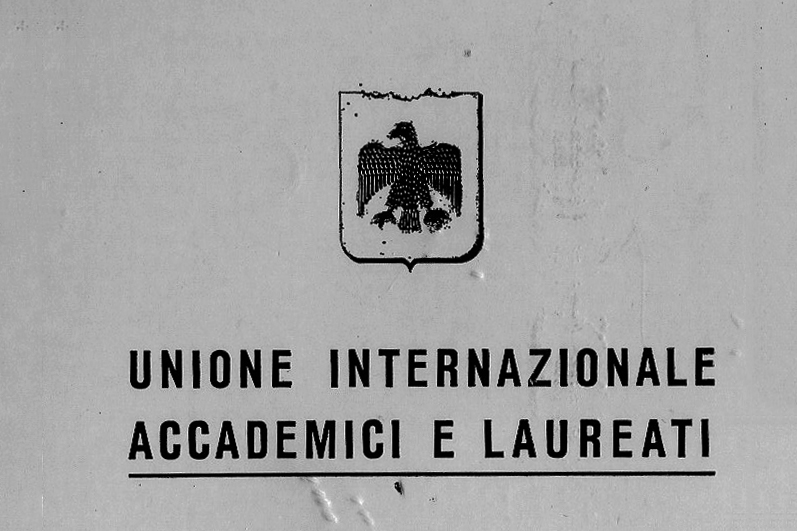 UNIONE INTERNAZIONALE
ACCADEMICI E LAUREATI